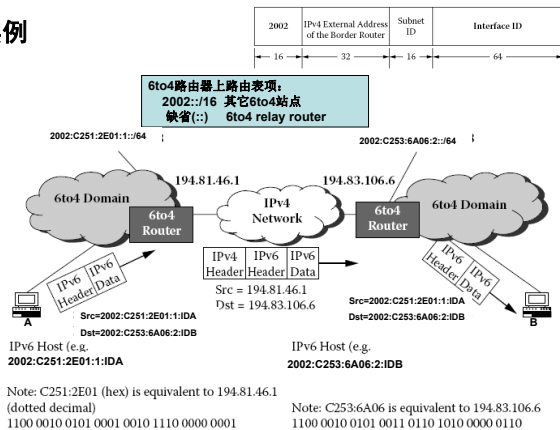 例
2002
IPv4 External Address
of the Border Router
Subnet
ID
Interface ID
16
32
16
64
6to4路由器上路由表项:
2002::/16 其它6to4站点
缺省(::) 6to4 relay router
2002:C251:2E01:1::/64
2002:C253:6A06:2::/64
6to4 Domain
6to4
Router
194.81.46.1
IPv4
Network
194.83.106.6
6to4
Router
6to4 Domain
IPv6
Header
IPv6
Data
IPv4
Header
IPv6
Header
IPv6
Data
IPv6
Header
IPv6
Data
Src = 194.81.46.1
Dst = 194.83.106.6
A
Src=2002:C251:2E01:1:IDA
Dst=2002:C253:6A06:2:IDB
Src=2002:C251:2E01:1:IDA
Dst=2002:C253:6A06:2:IDB
B
IPv6 Host (e.g.
2002:C251:2E01:1:IDA
IPv6 Host (e.g.
2002:C253:6A06:2:IDB
Note: C251:2E01 (hex) is equivalent to 194.81.46.1
(dotted decimal)
1100 0010 0101 0001 0010 1110 0000 0001
Note: C253:6A06 is equivalent to 194.83.106.6
1100 0010 0101 0011 0110 1010 0000 0110